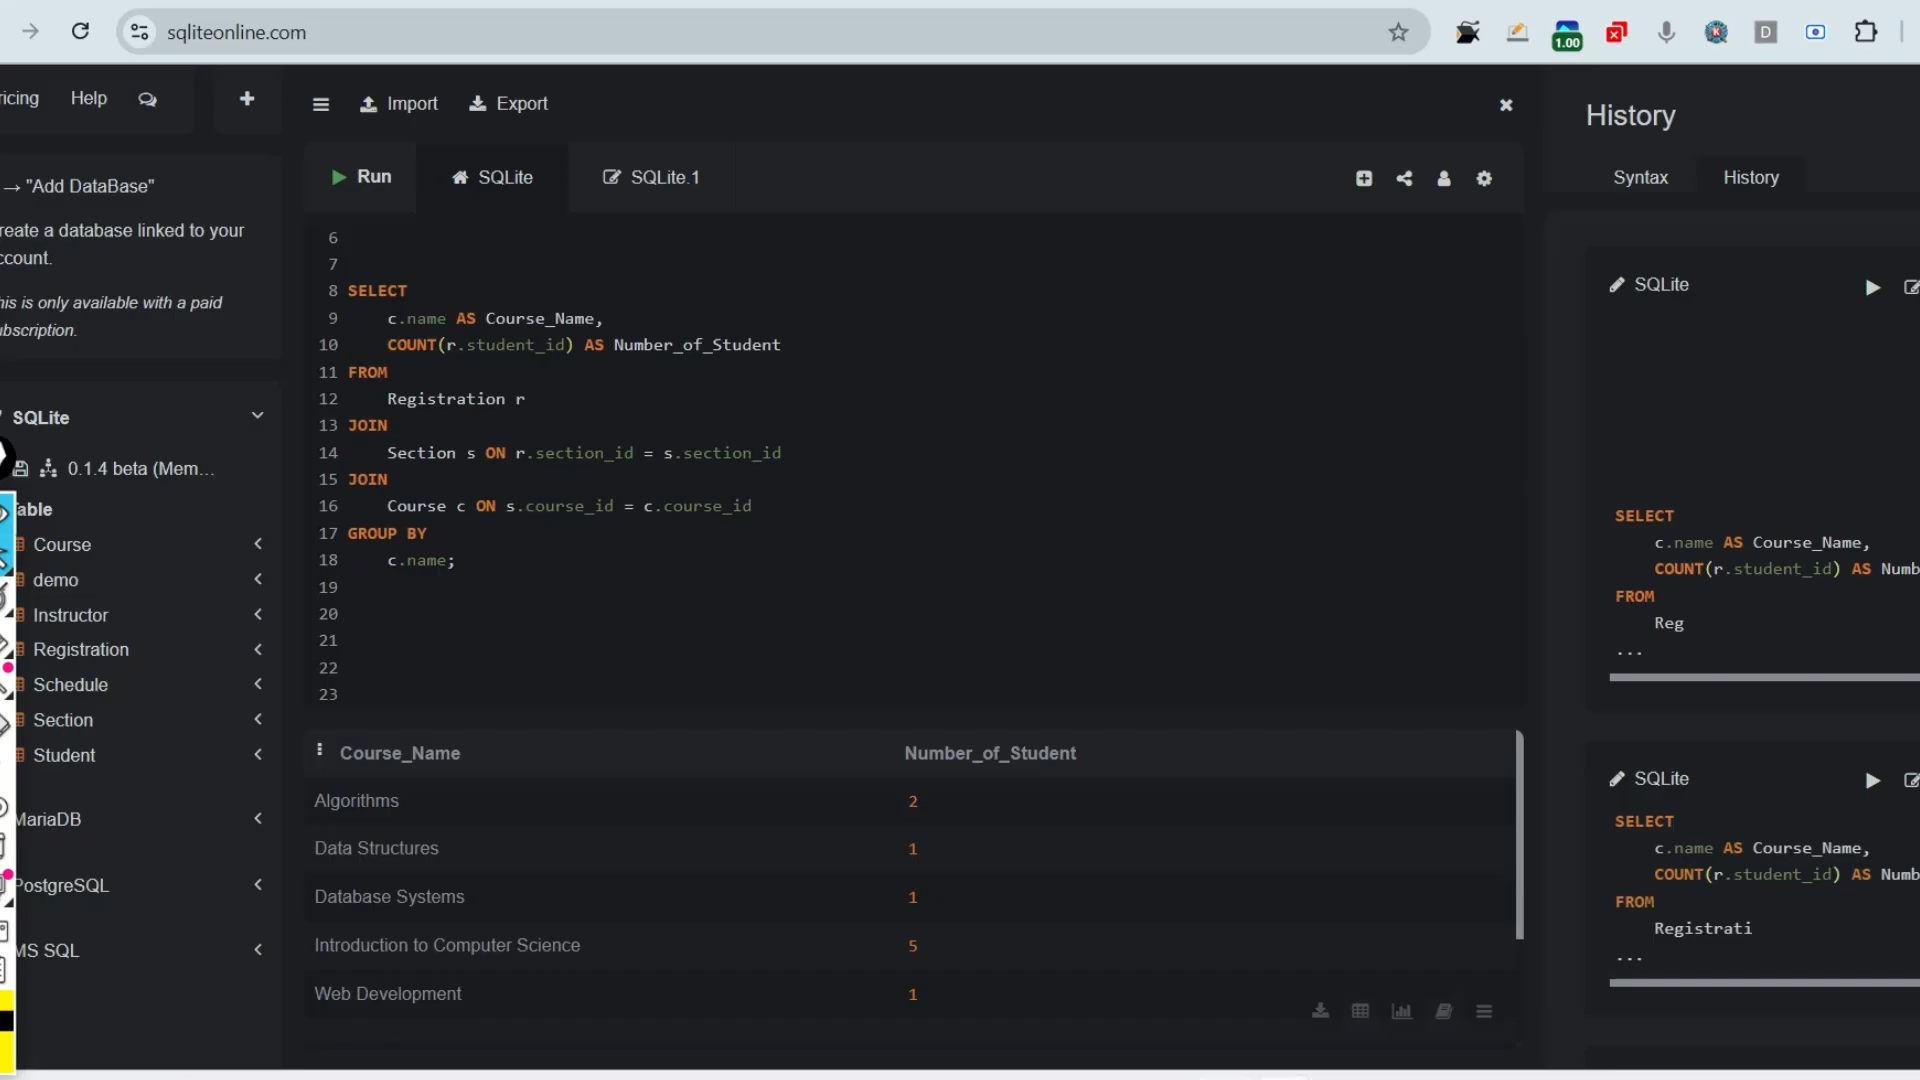 sqliteonline.com
1.00
D
ricing
Help
+
Import
Export
→ "Add DataBase"
reate a database linked to your
ccount.
his is only available with a paid
ubscription.
SQLite
0.1.4 beta (Mem...
able
Course
demo
Instructor
Registration
Schedule
Section
Student
MariaDB
PostgreSQL
MS SQL
Run
SQLite
SQLite.1
6
7
8 SELECT
9 c.name AS Course_Name,
10 COUNT(r.student_id) AS Number_of_Student
11 FROM
12 Registration r
13 JOIN
14 Section s ON r.section_id = s.section_id
15 JOIN
16 Course c ON s.course_id = c.course_id
17 GROUP BY
18 c.name;
19
20
21
22
23
Course_Name Number_of_Student
Algorithms 2
Data Structures 1
Database Systems 1
Introduction to Computer Science 5
Web Development 1
History
Syntax
History
SQLite
SELECT
c.name AS Course_Name,
COUNT(r.student_id) AS Numb
FROM
Reg
...
SQLite
SELECT
c.name AS Course_Name,
COUNT(r.student_id) AS Numb
FROM
Registrati
...